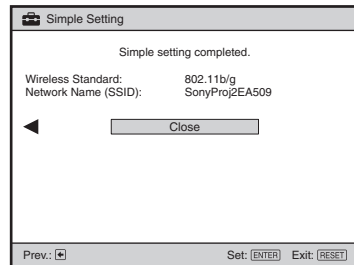 Simple Setting
Simple setting completed.
Wireless Standard: 802.11b/g
Network Name (SSID): SonyProj2EA509
Close
Prev.: Set: ENTER Exit: RESET